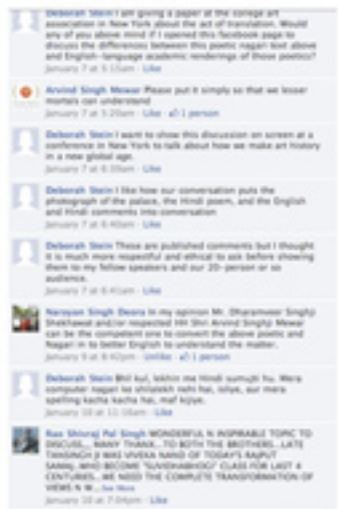 Deborah Stein I am giving a paper at the college art
association in New York about the act of translation. Would
any of you above mind if I opened this facebook page to
discuss the differences between this poetic nagari text above
and English-language academic renderings of those poetics?
January 7 at 5:15am · Like
Arvind Singh Mewar Please put it simply so that we lesser
mortals can understand
January 7 at 5:20am · Like · 1 person
Deborah Stein I want to show this discussion on screen at a
conference in New York to talk about how we make art history
in a new global age.
January 7 at 6:39am · Like
Deborah Stein I like how our conversation puts the
photograph of the palace, the Hindi poem, and the English
and Hindi comments into conversation
January 7 at 6:40am · Like
Deborah Stein These are published comments but I thought
it is much more respectful and ethical to ask before showing
them to my fellow speakers and our 20-person or so
audience.
January 7 at 6:41am · Like
Narayan Singh Deora In my opinion Mr. Dharamveer Singhji
Shekhawat and/or respected HH Shri Arvind Singhji Mewar
can be the competent one to convert the above poetic and
Nagari in to better English to understand the matter.
January 9 at 8:42pm · Unlike · 1 person
Deborah Stein Bhil kul, lekhin me Hindi sumujti hu. Mera
computer nagari ke shilalekh nehi hai, isliye, aur mera
spelling kacha kacha hai, maf kijiye.
January 10 at 11:16am · Like
Rao Shivraj Pal Singh WONDERFUL N INSPIRABLE TOPIC TO
DISCUSS... MANY THANK...TO BOTH THE BROTHERS...LATE
TANSINGH JI WAS VIVEKA NAND OF TODAY'S RAJPUT
SAMAJ..WHO BECOME "SUVIDHABHOGI" CLASS FOR LAST 4
CENTURIES...WE NEED THE COMPLETE TRANSFORMATION OF
VIEWS N W... See More
January 10 at 7:04pm · Like